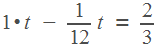 1•t − 1/12 t = 2/3